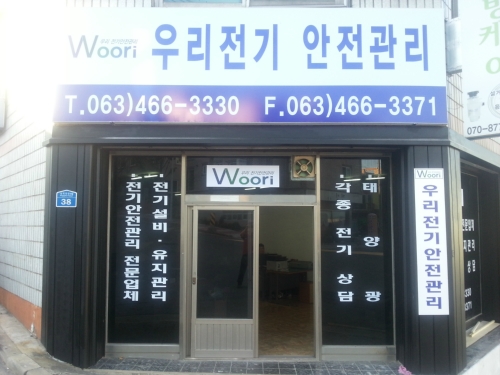 Woori 우리전기 안전관리
T.063)466-3330 F.063)466-3371
070-87
Woori
38
전기설비·유지관리
전기안전관리 전문업체
태양광
각종 전기 상담
Woori
우리전기안전관리